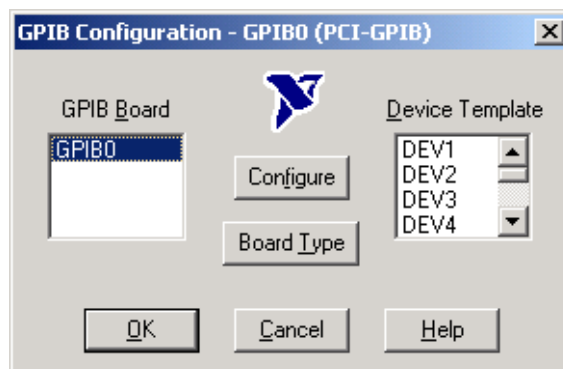 GPIB Configuration - GPIB0 (PCI-GPIB)
GPIB Board
Device Template
GPIB0
DEV1
DEV2
DEV3
DEV4
Configure
Board Type
OK
Cancel
Help